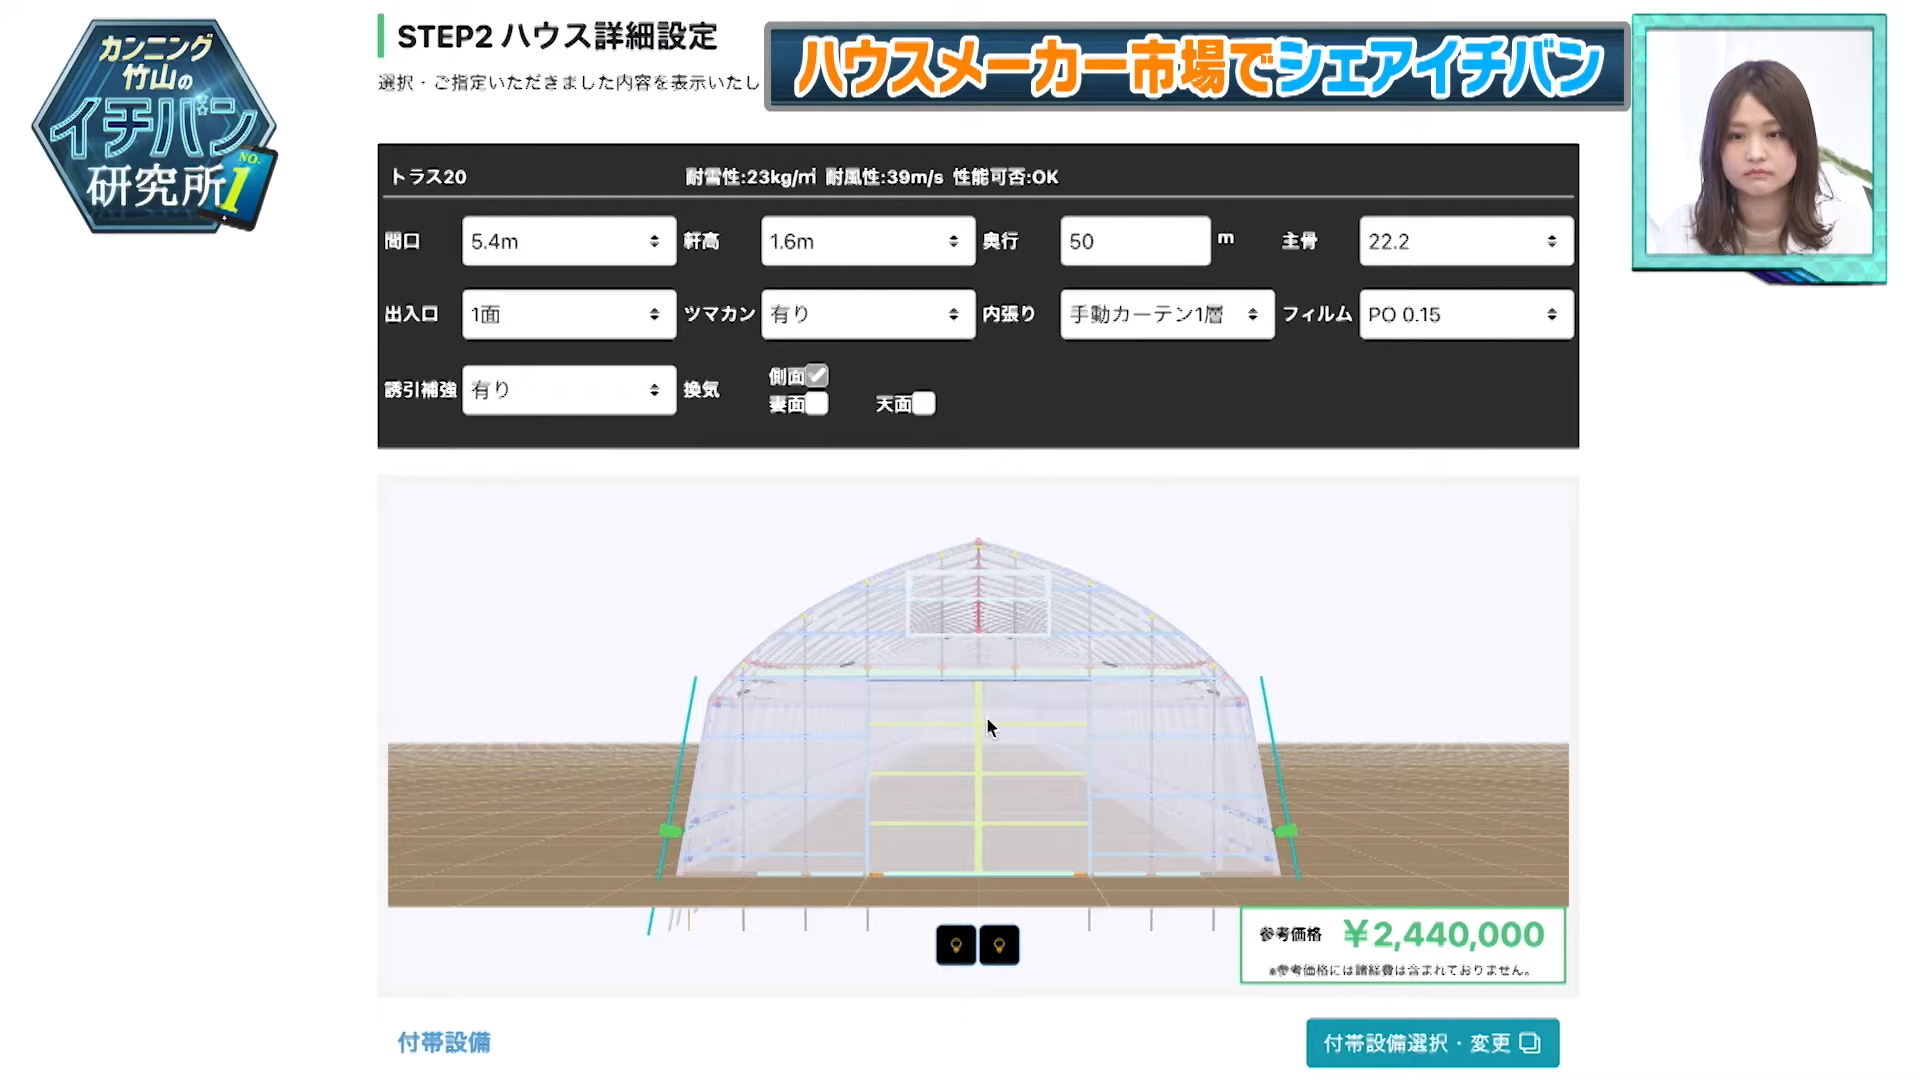 カンニング
竹山の
イチバン
研究所
NO.
1
STEP2 ハウス詳細設定
選択・ご指定いただきました内容を表示いたし
ハウスメーカー市場でシェアイチバン
トラス20 耐雪性:23kg/㎡ 耐風性:39m/s 性能可否:OK
間口 5.4m 軒高 1.6m 奥行 50 m 主骨 22.2
出入口 1面 ツマカン 有り 内張り 手動カーテン1層 フィルム PO 0.15
誘引補強 有り 換気 側面
妻面 天面
参考価格 ¥2,440,000
※参考価格には諸経費は含まれておりません。
付帯設備
付帯設備選択・変更